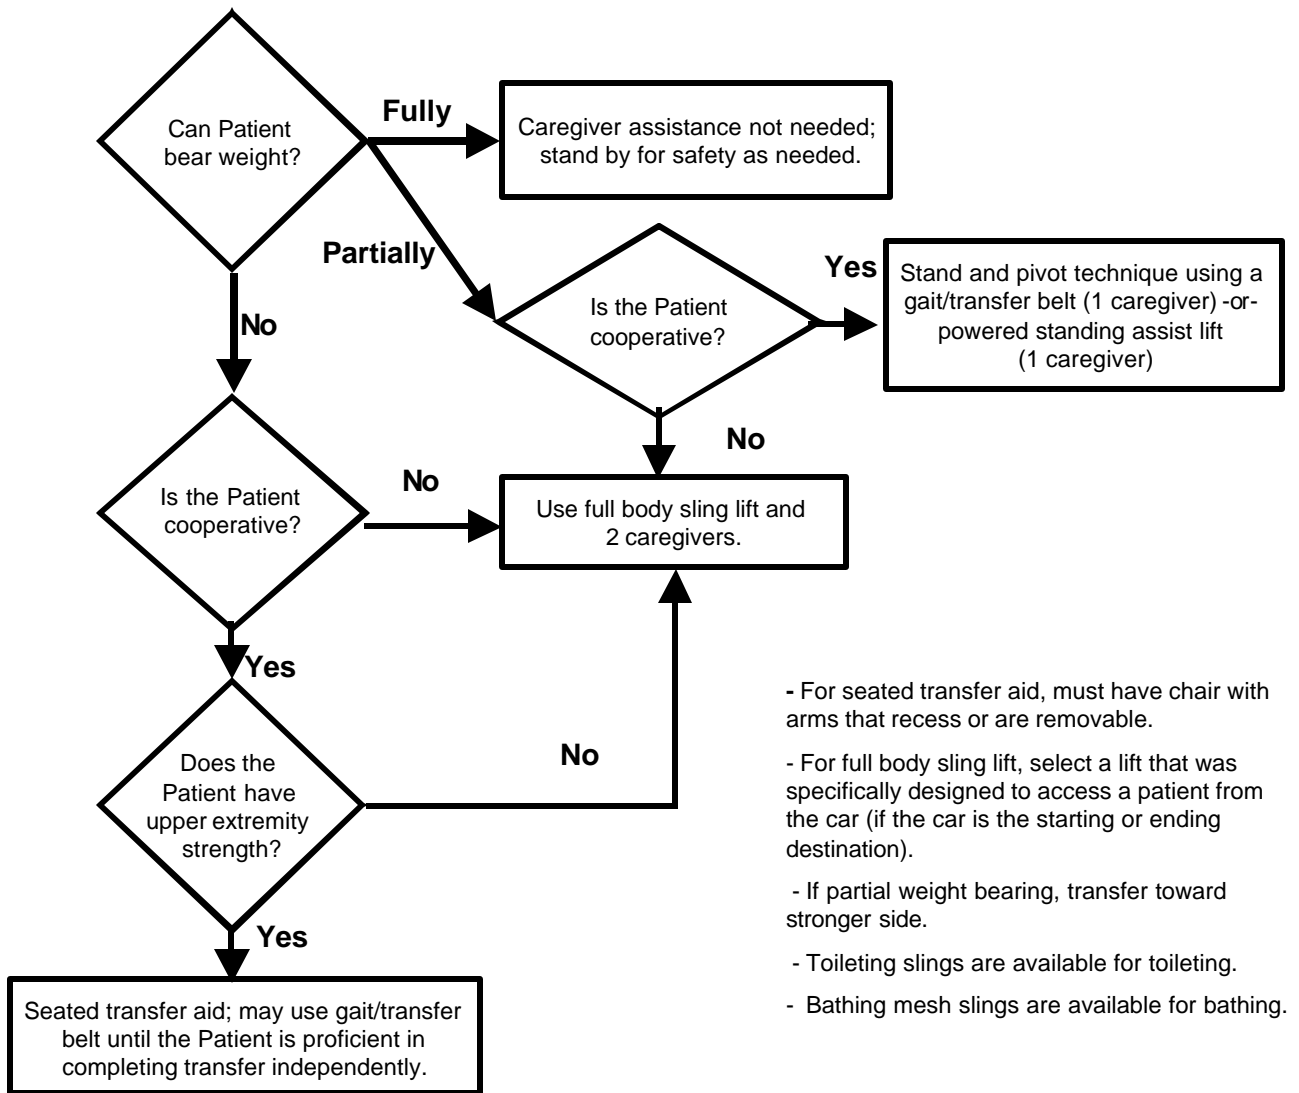 Can Patient
bear weight?
Fully
Caregiver assistance not needed;
stand by for safety as needed.
Partially
Is the Patient
cooperative?
Yes
Stand and pivot technique using a
gait/transfer belt (1 caregiver) -or-
powered standing assist lift
(1 caregiver)
No
No
Is the Patient
cooperative?
No
Use full body sling lift and
2 caregivers.
Yes
Does the
Patient have
upper extremity
strength?
No
Yes
Seated transfer aid; may use gait/transfer
belt until the Patient is proficient in
completing transfer independently.
- For seated transfer aid, must have chair with
arms that recess or are removable.
- For full body sling lift, select a lift that was
specifically designed to access a patient from
the car (if the car is the starting or ending
destination).
- If partial weight bearing, transfer toward
stronger side.
- Toileting slings are available for toileting.
- Bathing mesh slings are available for bathing.